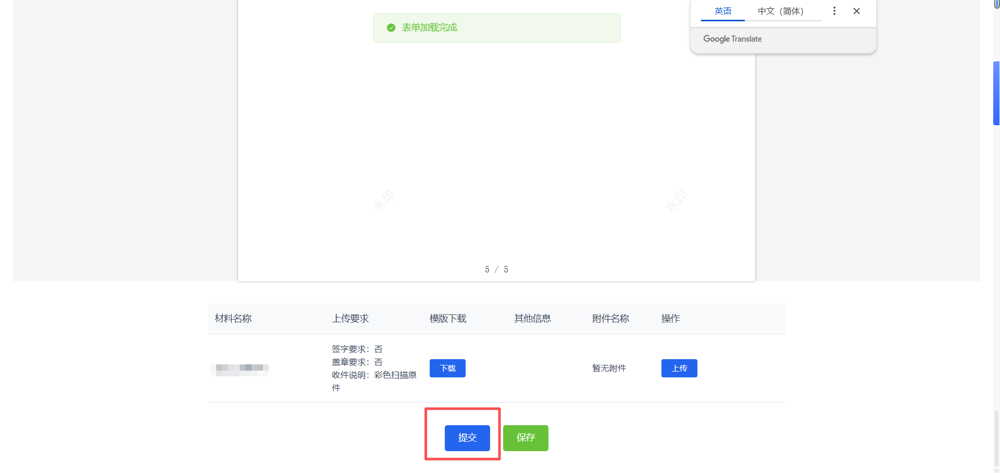 表单加载完成
英语 中文（简体）
Google Translate
水印 水印
5 / 5
材料名称 上传要求 模版下载 其他信息 附件名称 操作
签字要求：否
盖章要求：否
收件说明：彩色扫描原
件
下载 暂无附件 上传
提交 保存